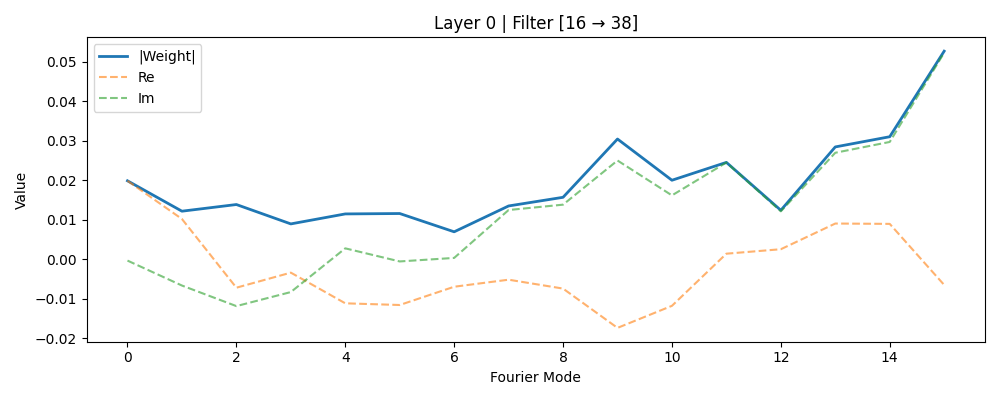 Layer 0 | Filter [16 → 38]
|Weight|
Re
Im
0.05
0.04
0.03
0.02
0.01
0.00
−0.01
−0.02
Value
0 2 4 6 8 10 12 14
Fourier Mode